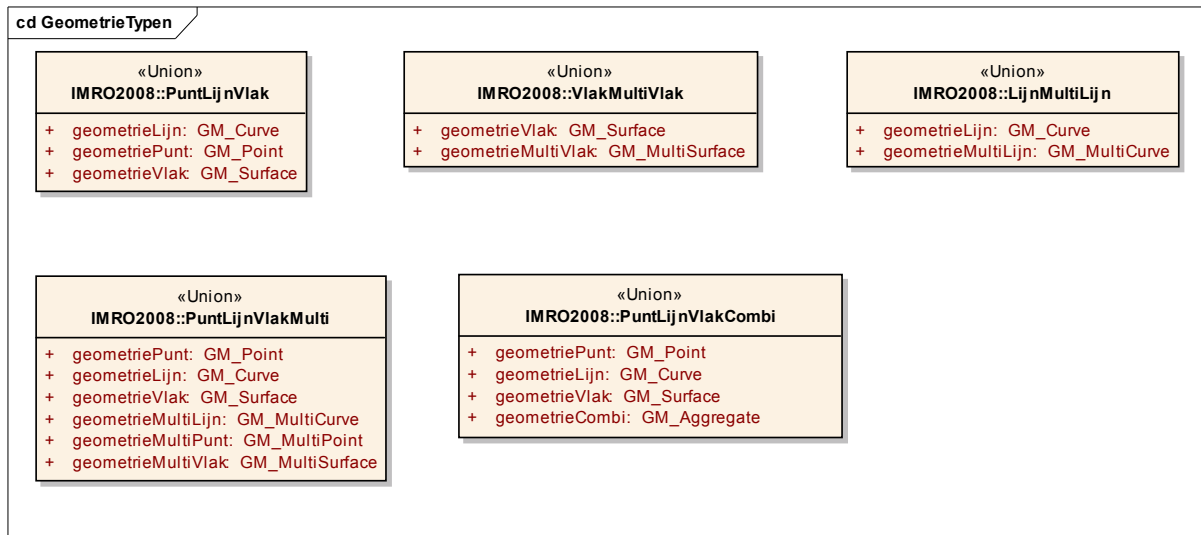 cd GeometrieTypen
«Union»
IMRO2008::PuntLijnVlak
+ geometrieLijn: GM_Curve
+ geometriePunt: GM_Point
+ geometrieVlak: GM_Surface
«Union»
IMRO2008::VlakMultiVlak
+ geometrieVlak: GM_Surface
+ geometrieMultiVlak: GM_MultiSurface
«Union»
IMRO2008::LijnMultiLijn
+ geometrieLijn: GM_Curve
+ geometrieMultiLijn: GM_MultiCurve
«Union»
IMRO2008::PuntLijnVlakMulti
+ geometriePunt: GM_Point
+ geometrieLijn: GM_Curve
+ geometrieVlak: GM_Surface
+ geometrieMultiLijn: GM_MultiCurve
+ geometrieMultiPunt: GM_MultiPoint
+ geometrieMultiVlak: GM_MultiSurface
«Union»
IMRO2008::PuntLijnVlakCombi
+ geometriePunt: GM_Point
+ geometrieLijn: GM_Curve
+ geometrieVlak: GM_Surface
+ geometrieCombi: GM_Aggregate